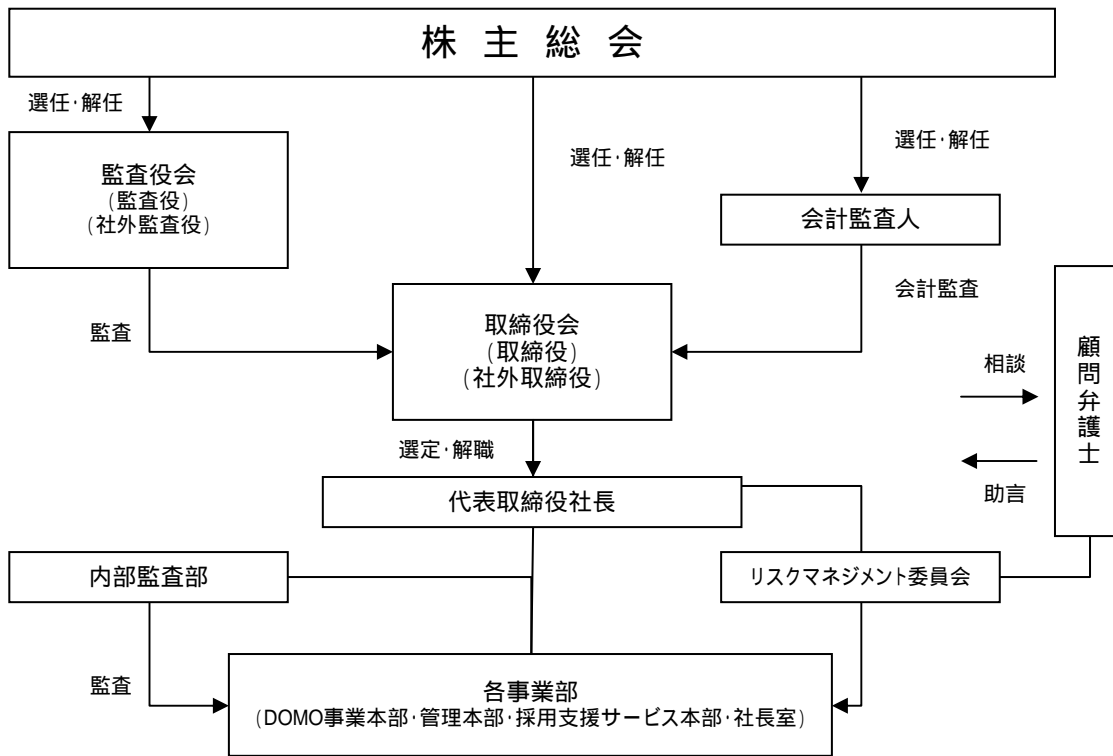 株 主 総 会
選任･解任
監査役会
(監査役)
(社外監査役)
選任･解任
選任･解任
会計監査人
監査
会計監査
取締役会
(取締役)
(社外取締役)
相談
顧問弁護士
助言
選定･解職
代表取締役社長
内部監査部
リスクマネジメント委員会
監査
各事業部
(DOMO事業本部･管理本部･採用支援サービス本部･社長室)